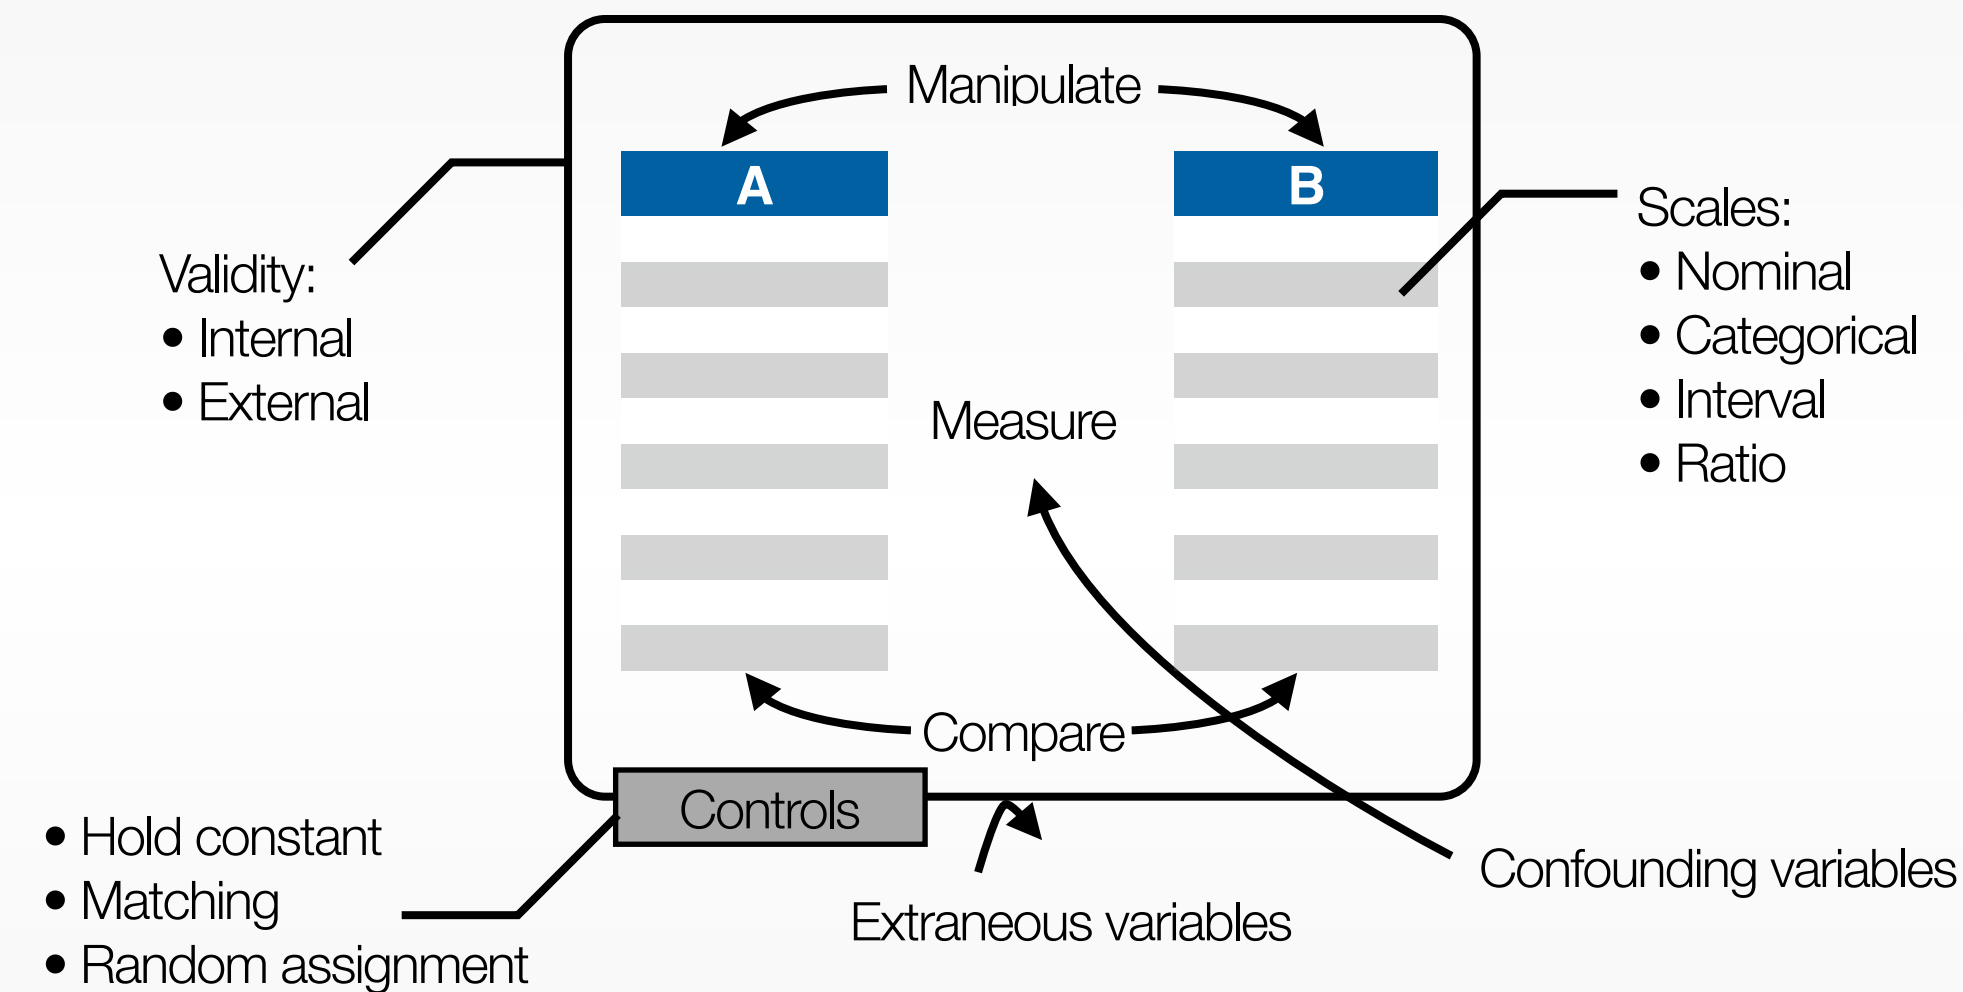 Manipulate
A
B
Validity:
• Internal
• External
Scales:
• Nominal
• Categorical
• Interval
• Ratio
Measure
Compare
Controls
• Hold constant
• Matching
• Random assignment
Extraneous variables
Confounding variables